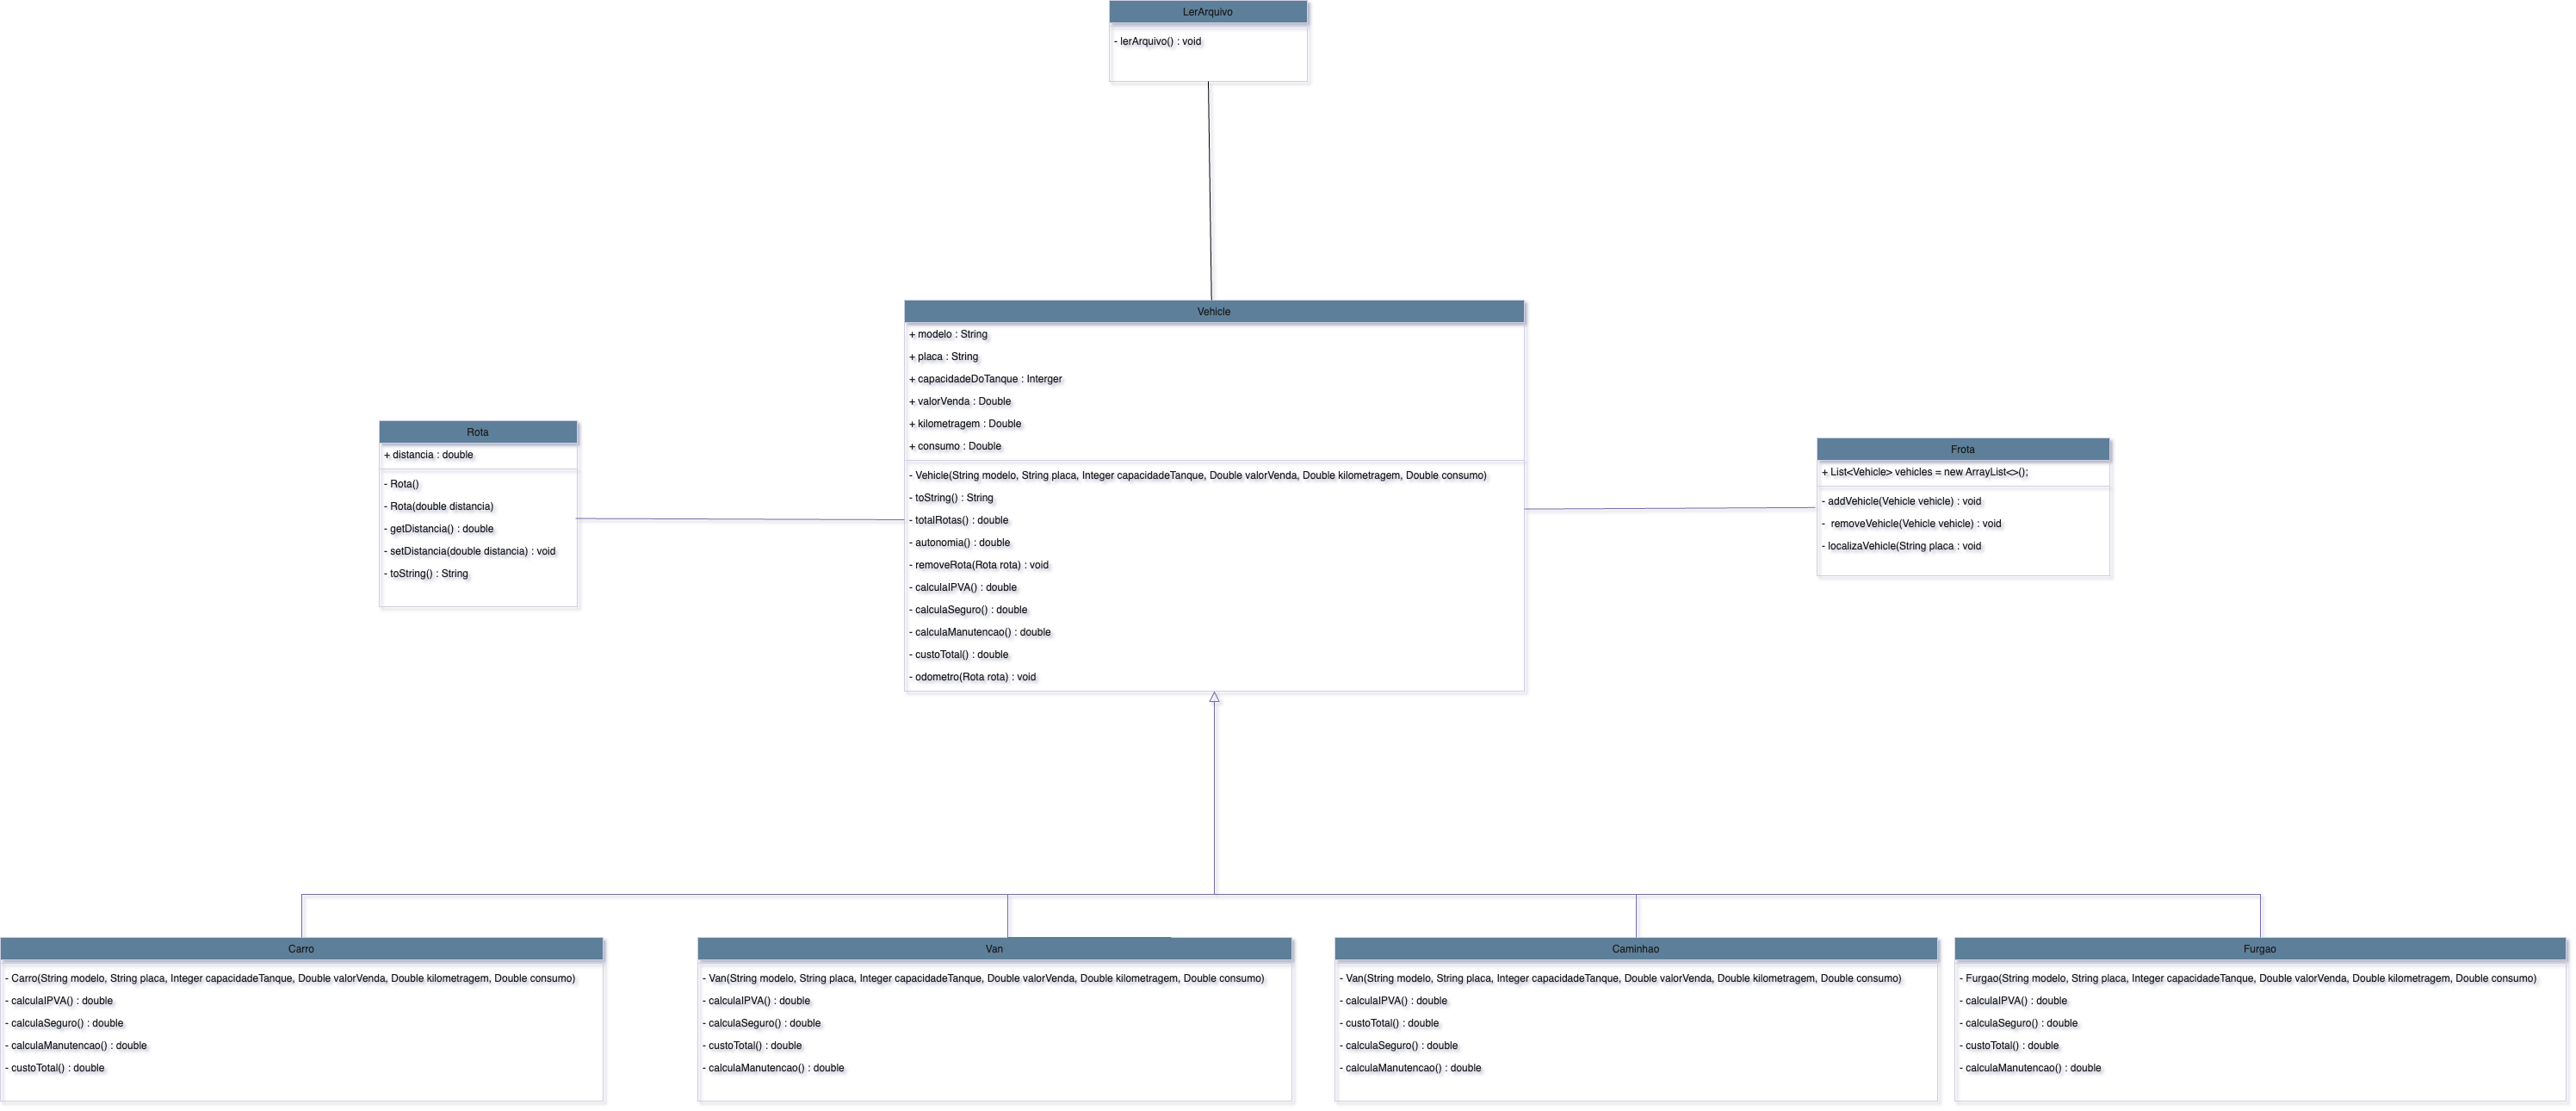 LerArquivo
- lerArquivo() : void
Vehicle
+ modelo : String
+ placa : String
+ capacidadeDoTanque : Interger
+ valorVenda : Double
+ kilometragem : Double
+ consumo : Double
- Vehicle(String modelo, String placa, Integer capacidadeTanque, Double valorVenda, Double kilometragem, Double consumo)
- toString() : String
- totalRotas() : double
- autonomia() : double
- removeRota(Rota rota) : void
- calculaIPVA() : double
- calculaSeguro() : double
- calculaManutencao() : double
- custoTotal() : double
- odometro(Rota rota) : void
Rota
+ distancia : double
- Rota()
- Rota(double distancia)
- getDistancia() : double
- setDistancia(double distancia) : void
- toString() : String
Frota
+ List<Vehicle> vehicles = new ArrayList<>();
- addVehicle(Vehicle vehicle) : void
- removeVehicle(Vehicle vehicle) : void
- localizaVehicle(String placa : void
Carro
- Carro(String modelo, String placa, Integer capacidadeTanque, Double valorVenda, Double kilometragem, Double consumo)
- calculaIPVA() : double
- calculaSeguro() : double
- calculaManutencao() : double
- custoTotal() : double
Van
- Van(String modelo, String placa, Integer capacidadeTanque, Double valorVenda, Double kilometragem, Double consumo)
- calculaIPVA() : double
- calculaSeguro() : double
- custoTotal() : double
- calculaManutencao() : double
Caminhao
- Van(String modelo, String placa, Integer capacidadeTanque, Double valorVenda, Double kilometragem, Double consumo)
- calculaIPVA() : double
- custoTotal() : double
- calculaSeguro() : double
- calculaManutencao() : double
Furgao
- Furgao(String modelo, String placa, Integer capacidadeTanque, Double valorVenda, Double kilometragem, Double consumo)
- calculaIPVA() : double
- calculaSeguro() : double
- custoTotal() : double
- calculaManutencao() : double